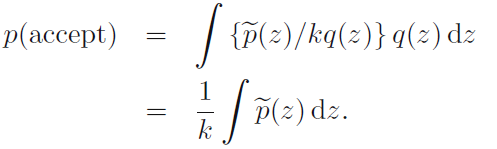 p(accept) = ∫ {p̃(z)/kq(z)} q(z) dz
= 1/k ∫ p̃(z) dz.